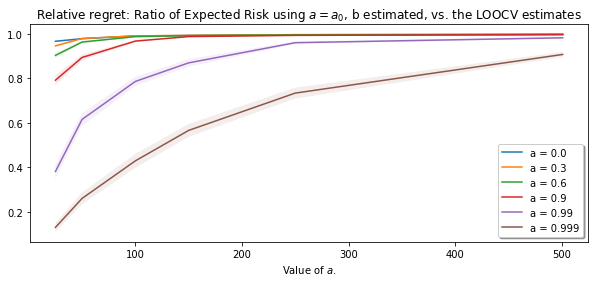 Relative regret: Ratio of Expected Risk using a = a₀, b estimated, vs. the LOOCV estimates
1.0
0.8
0.6
0.4
0.2
a = 0.0
a = 0.3
a = 0.6
a = 0.9
a = 0.99
a = 0.999
100 200 300 400 500
Value of a.